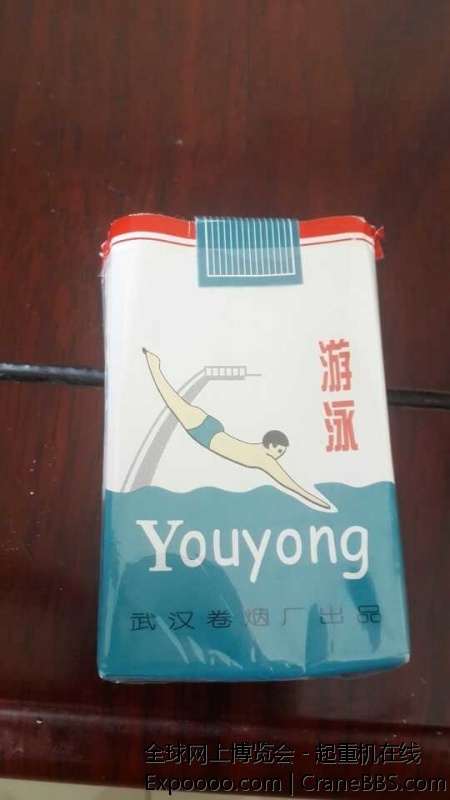 游泳
Youyong
武汉卷烟厂出品
全球网上博览会 - 起重机在线
Expoooo.com | CraneBBS.com